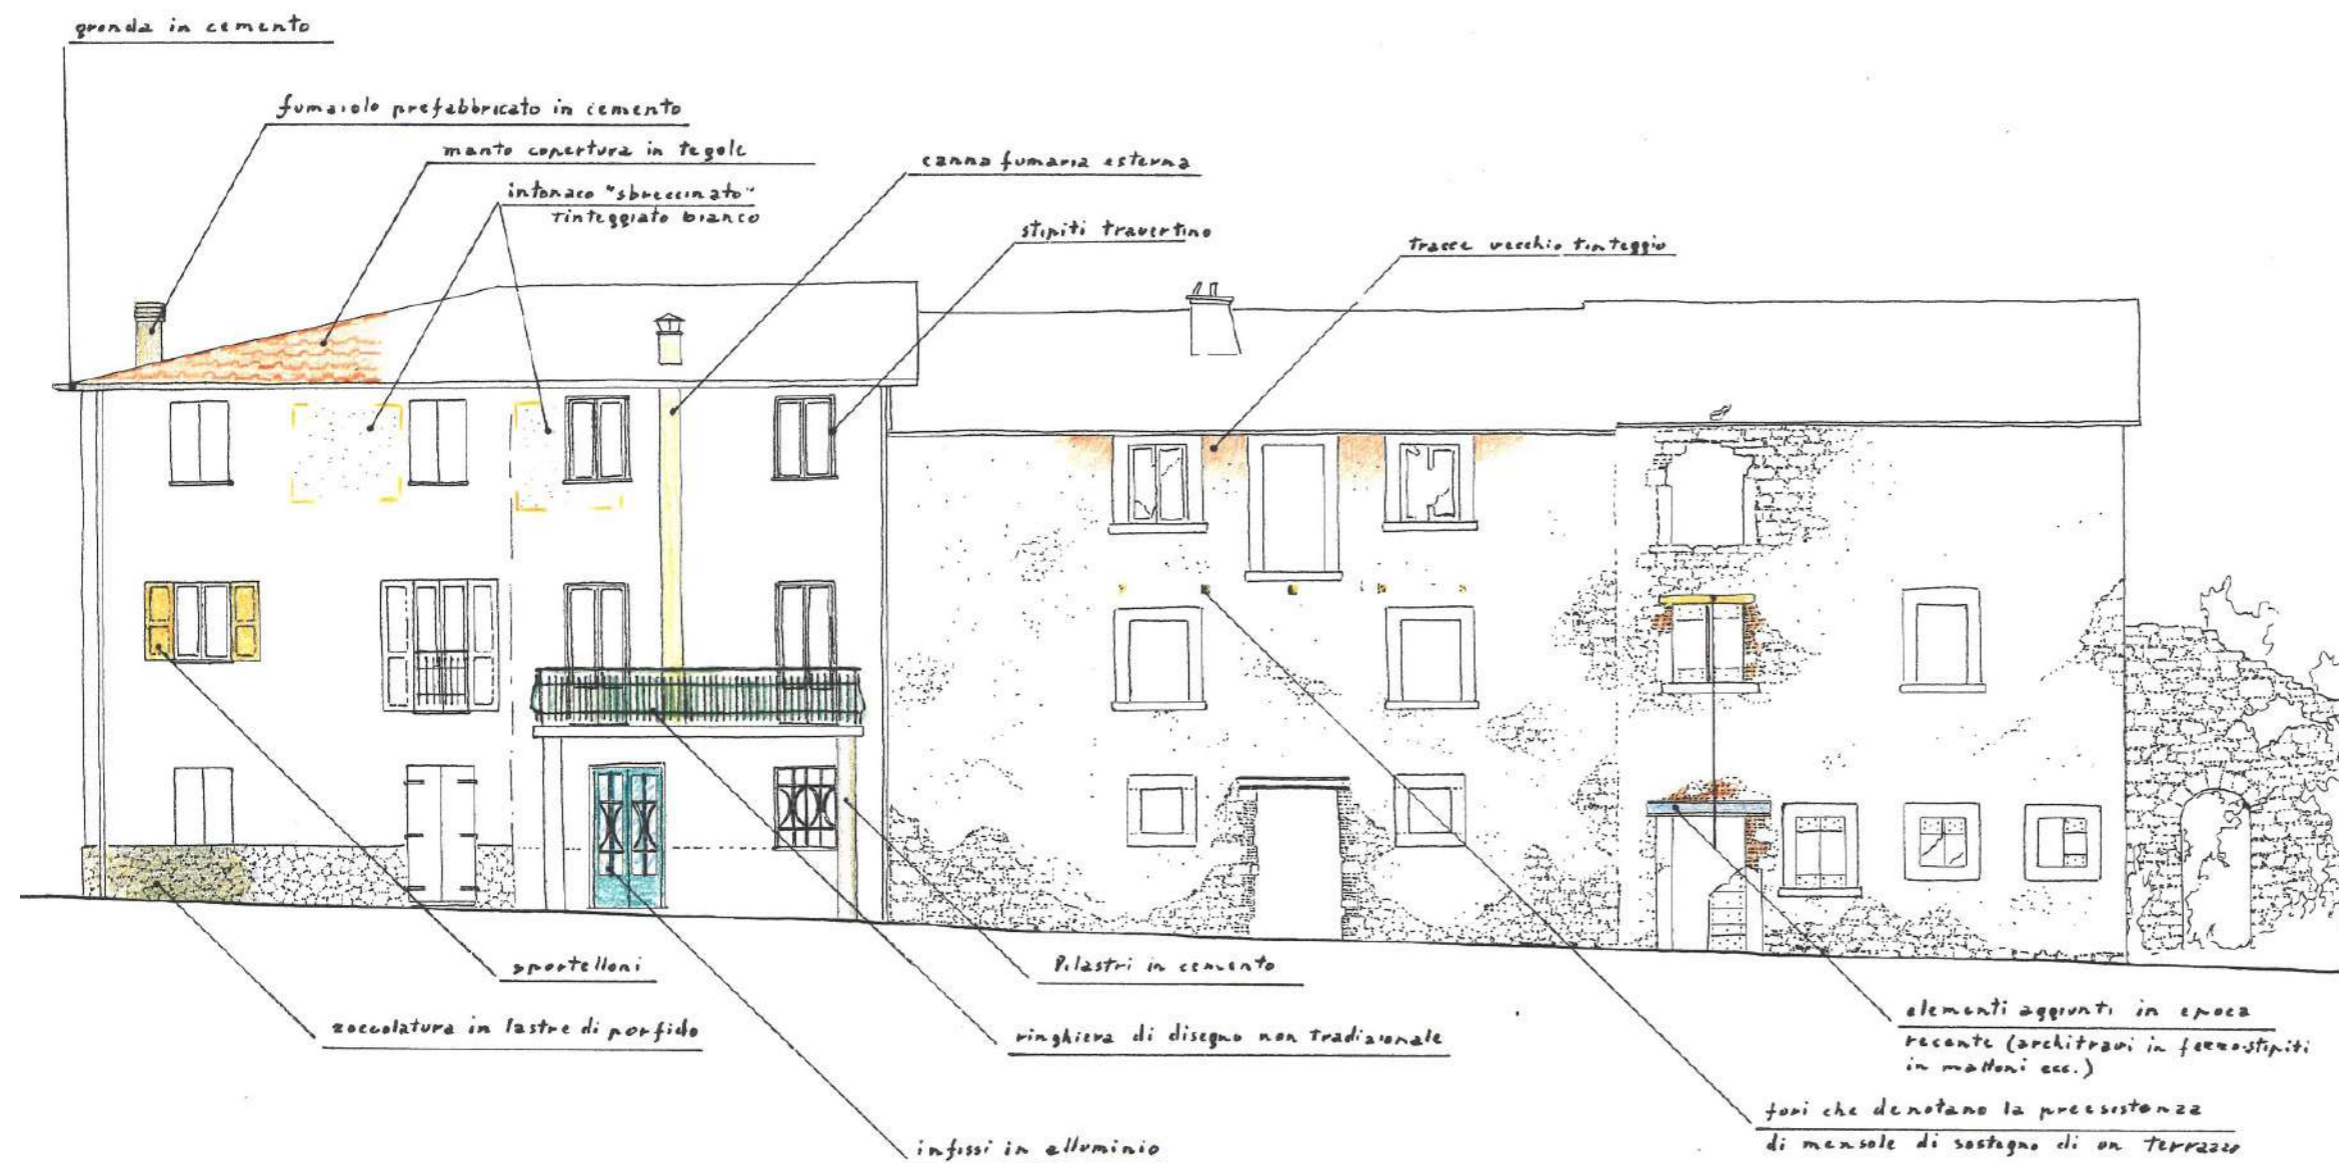 gronda in cemento
fumaiolo prefabbricato in cemento
manto copertura in tegole
intonaco "sbreccinato"
tinteggiato bianco
canna fumaria esterna
stipiti travertino
tracce vecchio tinteggio
sportelloni
zoccolatura in lastre di porfido
Pilastri in cemento
ringhiera di disegno non tradizionale
infissi in alluminio
elementi aggiunti in epoca
recente (architravi in ferro-stipiti
in mattoni ecc.)
fori che denotano la preesistenza
di mensole di sostegno di un terrazzo